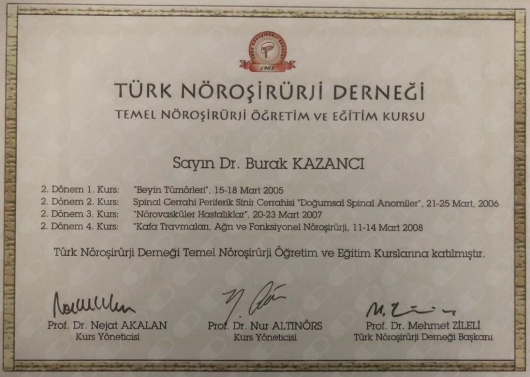 1968
TÜRK NÖROŞİRÜRJİ DERNEĞİ
TEMEL NÖROŞİRÜRJİ ÖĞRETİM VE EĞİTİM KURSU
Sayın Dr. Burak KAZANCI
2. Dönem 1. Kurs: "Beyin Tümörleri", 15-18 Mart 2005
2. Dönem 2. Kurs: Spinal Cerrahi Periferik Sinir Cerrahisi "Doğumsal Spinal Anomiler", 21-25 Mart, 2006
2. Dönem 3. Kurs: "Nörovasküler Hastalıklar", 20-23 Mart 2007
2. Dönem 4. Kurs: "Kafa Travmaları, Ağrı ve Fonksiyonel Nöroşirürji, 11-14 Mart 2008
Türk Nöroşirürji Derneği Temel Nöroşirürji Öğretim ve Eğitim Kurslarına katılmıştır.
Prof. Dr. Nejat AKALAN
Kurs Yöneticisi
Prof. Dr. Nur ALTINÖRS
Kurs Yöneticisi
Prof. Dr. Mehmet ZİLELİ
Türk Nöroşirürji Derneği Başkanı